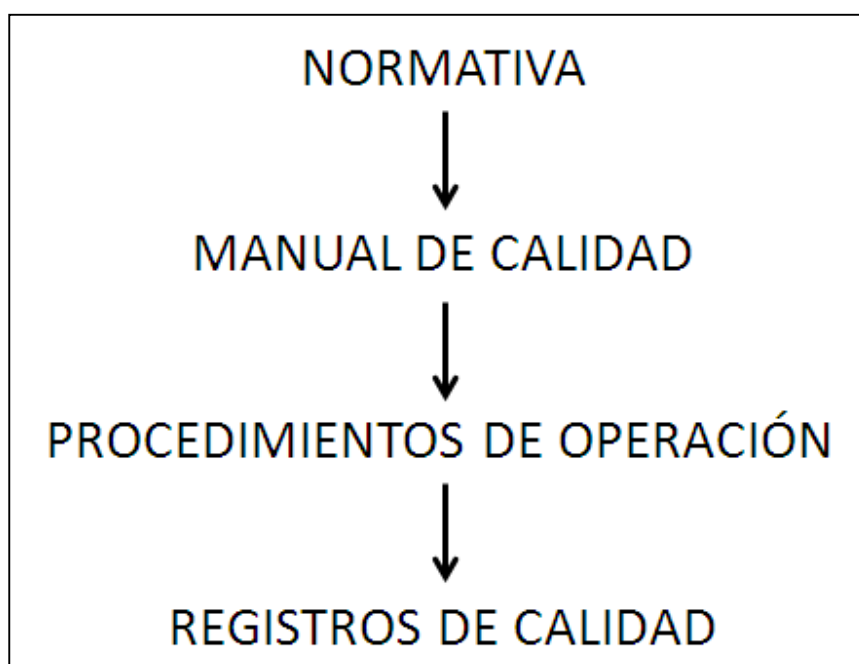 NORMATIVA
MANUAL DE CALIDAD
PROCEDIMIENTOS DE OPERACIÓN
REGISTROS DE CALIDAD